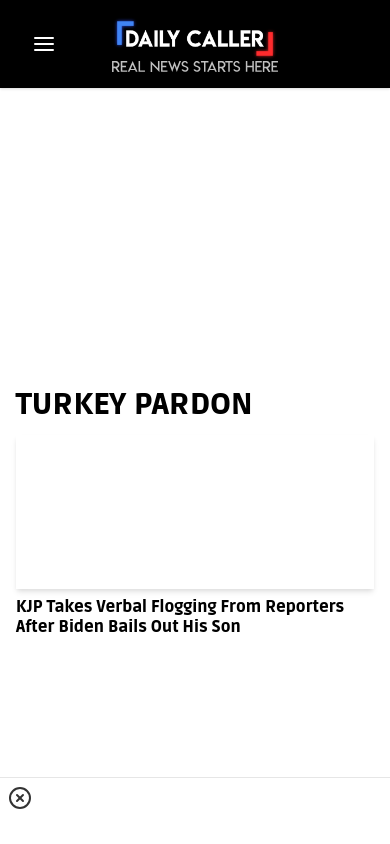 DAILY CALLER
REAL NEWS STARTS HERE
TURKEY PARDON
KJP Takes Verbal Flogging From Reporters
After Biden Bails Out His Son